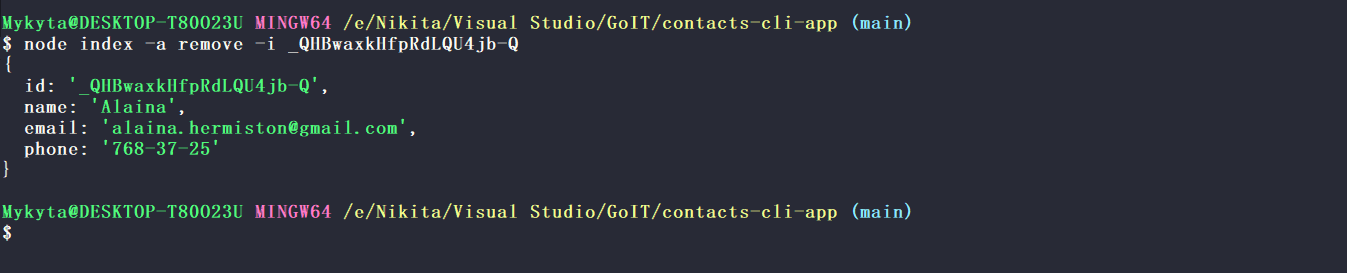 Mykyta@DESKTOP-T80023U MINGW64 /e/Nikita/Visual Studio/GoIT/contacts-cli-app (main)
$ node index -a remove -i _QHBwaxkHfpRdLQU4jb-Q
{
  id: '_QHBwaxkHfpRdLQU4jb-Q',
  name: 'Alaina',
  email: 'alaina.hermiston@gmail.com',
  phone: '768-37-25'
}
Mykyta@DESKTOP-T80023U MINGW64 /e/Nikita/Visual Studio/GoIT/contacts-cli-app (main)
$